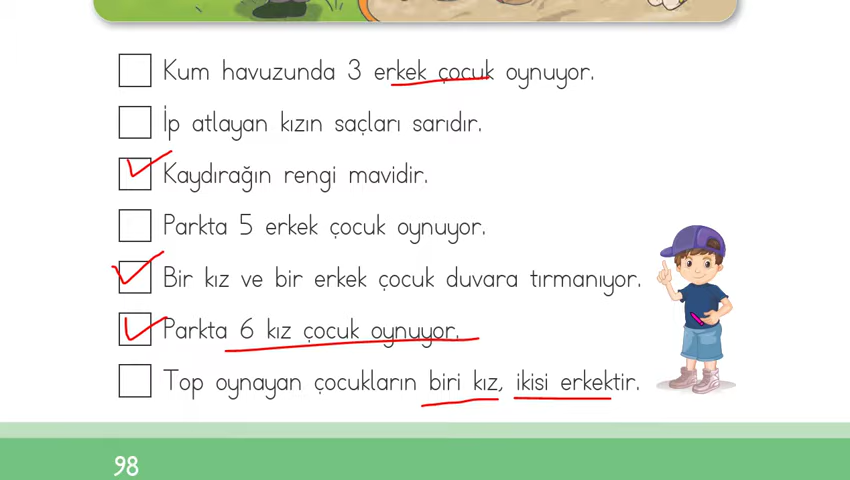 Kum havuzunda 3 erkek çocuk oynuyor.
İp atlayan kızın saçları sarıdır.
Kaydırağın rengi mavidir.
Parkta 5 erkek çocuk oynuyor.
Bir kız ve bir erkek çocuk duvara tırmanıyor.
Parkta 6 kız çocuk oynuyor.
Top oynayan çocukların biri kız, ikisi erkektir.
98